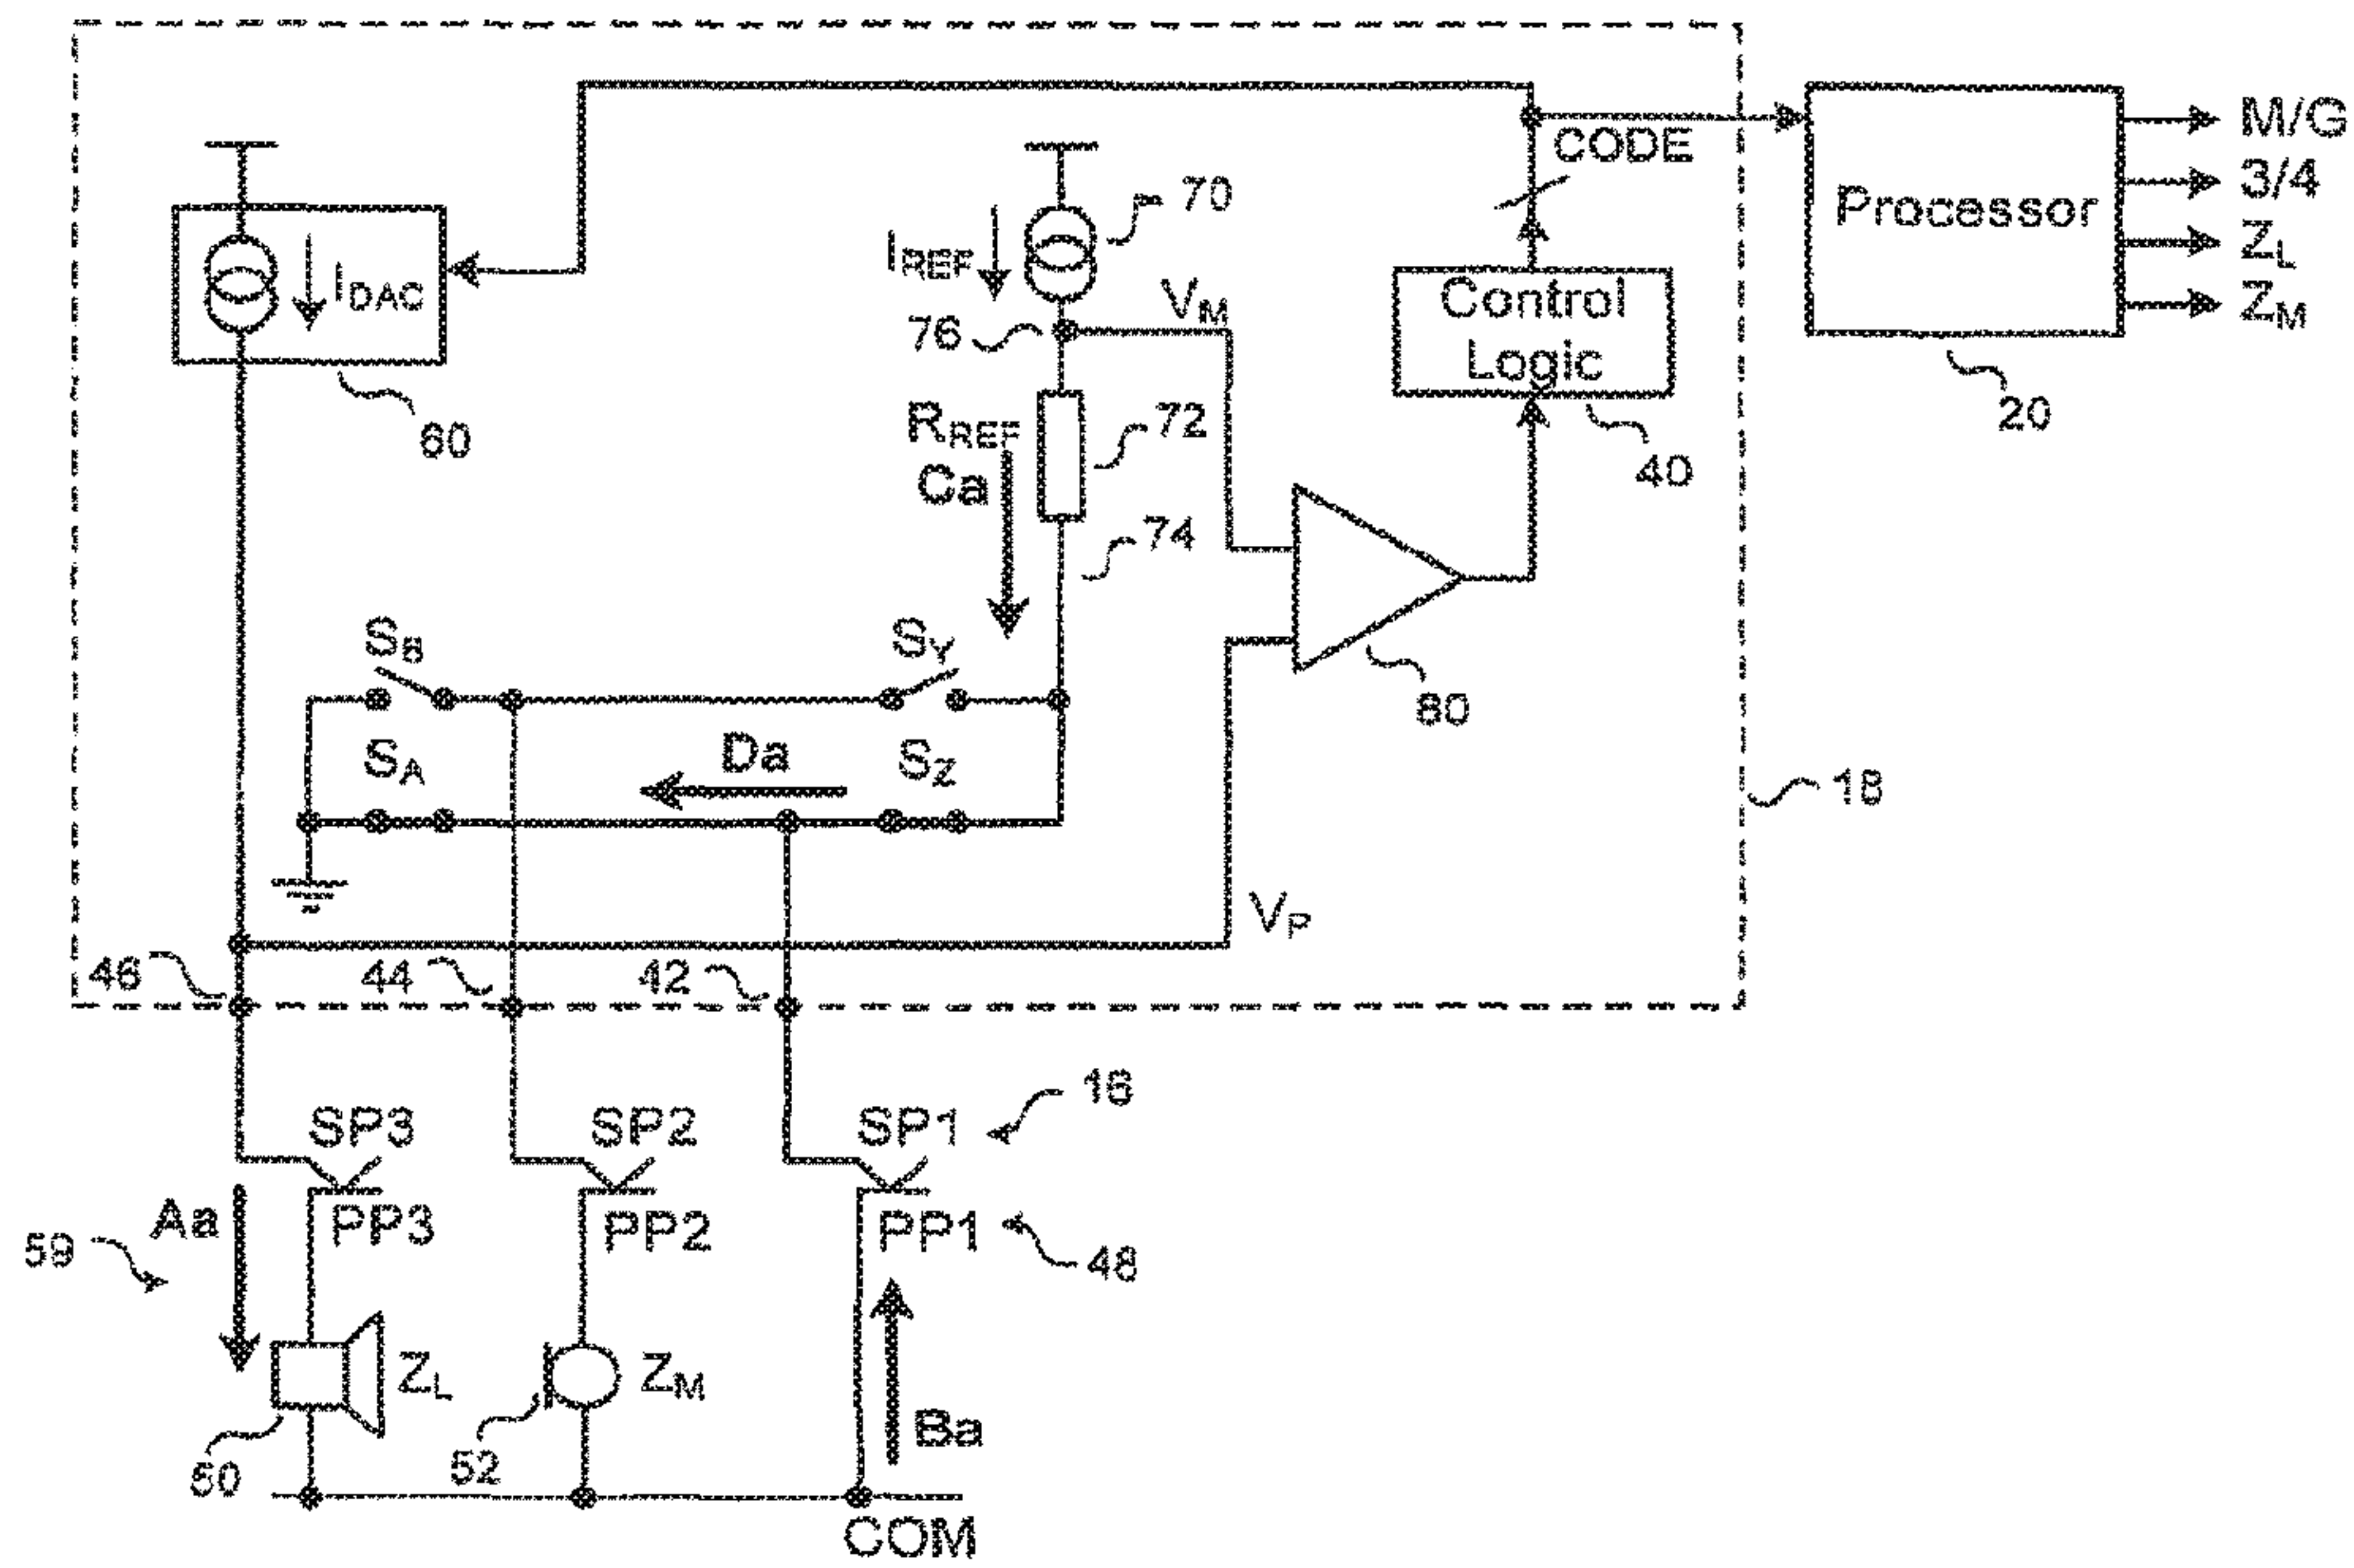 M/G
3/4
Z_L
Z_M
Processor
20
CODE
Control
Logic
40
70
I_REF
I_DAC
60
76
V_M
R_REF
72
Ca
74
80
S_B
S_Y
S_A
Da
S_Z
18
V_P
46
44
42
SP3
SP2
SP1
16
Aa
PP3
PP2
PP1
48
59
Z_L
Z_M
50
52
Ba
COM